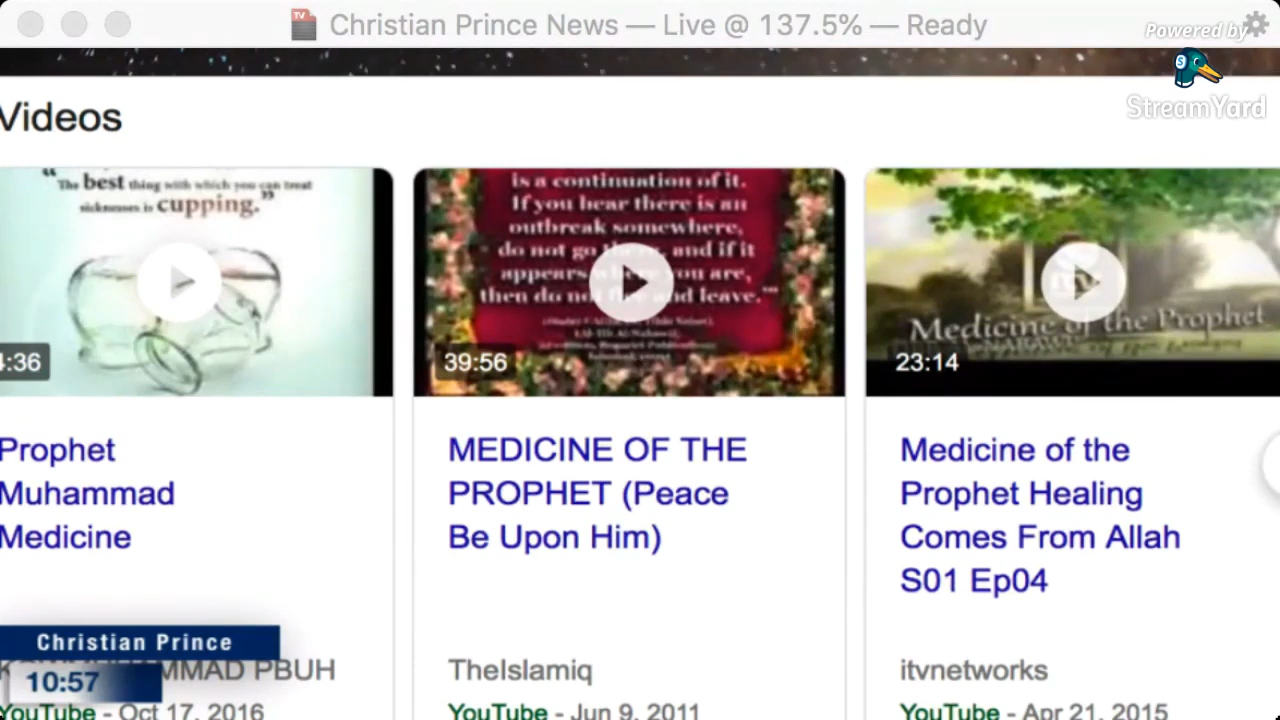 Christian Prince News — Live @ 137.5% — Ready
Powered by
StreamYard
Videos
“The best thing with which you can treat
sicknesses is cupping.”
is a continuation of it.
If you hear there is an
outbreak somewhere,
do not go there, and if it
appears where you are,
then do not flee and leave.”
Medicine of the Prophet
4:36
39:56
23:14
Prophet
Muhammad
Medicine
MEDICINE OF THE
PROPHET (Peace
Be Upon Him)
Medicine of the
Prophet Healing
Comes From Allah
S01 Ep04
Christian Prince
MMAD PBUH
TheIslamiq
itvnetworks
10:57
YouTube - Oct 17, 2016
YouTube - Jun 9, 2011
YouTube - Apr 21, 2015